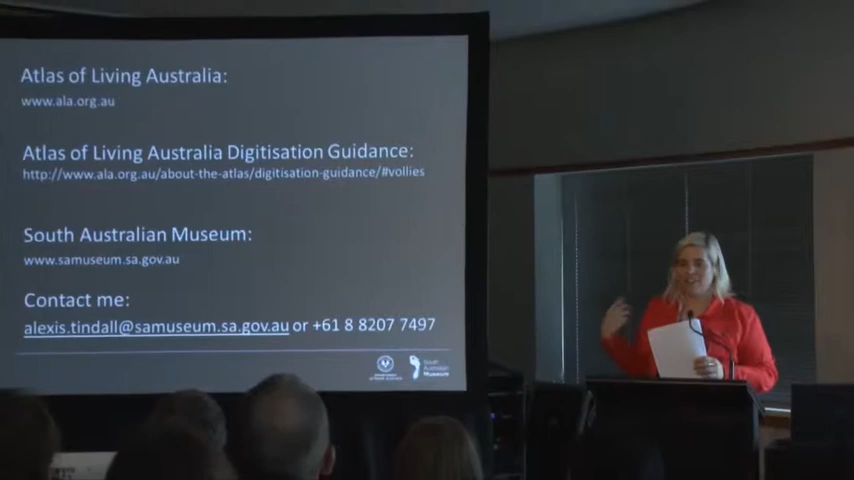 Atlas of Living Australia:
www.ala.org.au
Atlas of Living Australia Digitisation Guidance:
http://www.ala.org.au/about-the-atlas/digitisation-guidance/#vollies
South Australian Museum:
www.samuseum.sa.gov.au
Contact me:
alexis.tindall@samuseum.sa.gov.au or +61 8 8207 7497
South
Australian
Museum